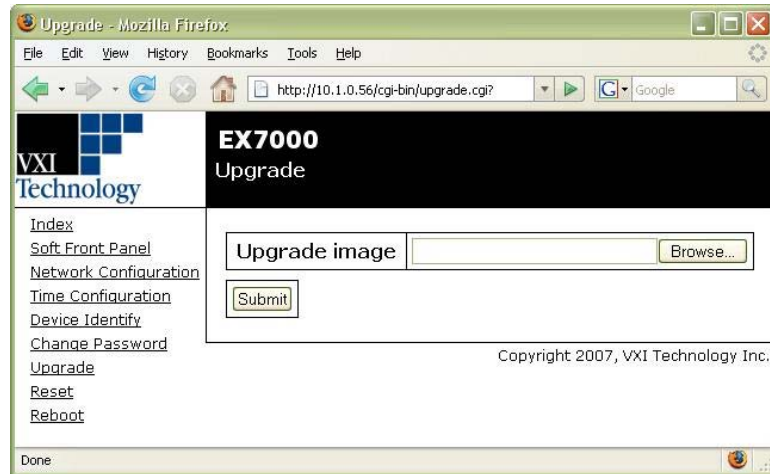 Upgrade - Mozilla Firefox
File Edit View History Bookmarks Tools Help
http://10.1.0.56/cgi-bin/upgrade.cgi? G Google
VXI
Technology
EX7000
Upgrade
Index
Soft Front Panel
Network Configuration
Time Configuration
Device Identify
Change Password
Upgrade
Reset
Reboot
Upgrade image Browse...
Submit
Copyright 2007, VXI Technology Inc.
Done